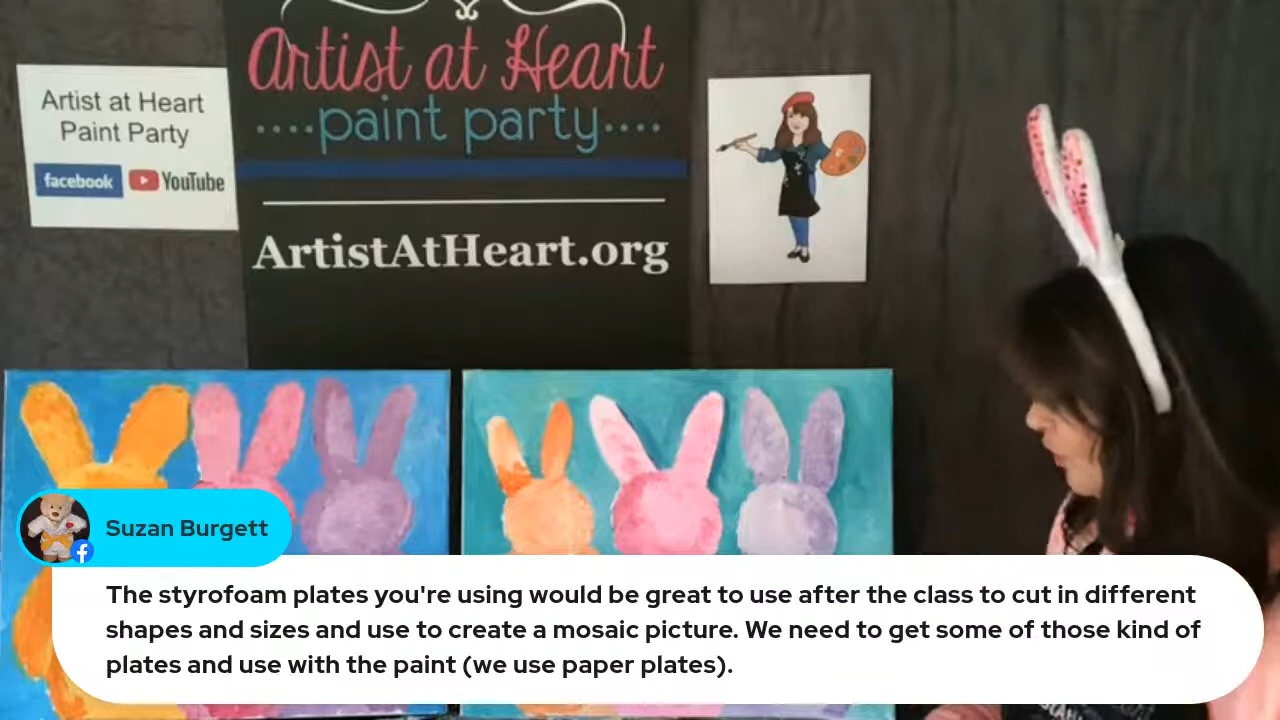 Artist at Heart
paint party
Artist at Heart
Paint Party
facebook YouTube
ArtistAtHeart.org
Suzan Burgett
The styrofoam plates you're using would be great to use after the class to cut in different
shapes and sizes and use to create a mosaic picture. We need to get some of those kind of
plates and use with the paint (we use paper plates).